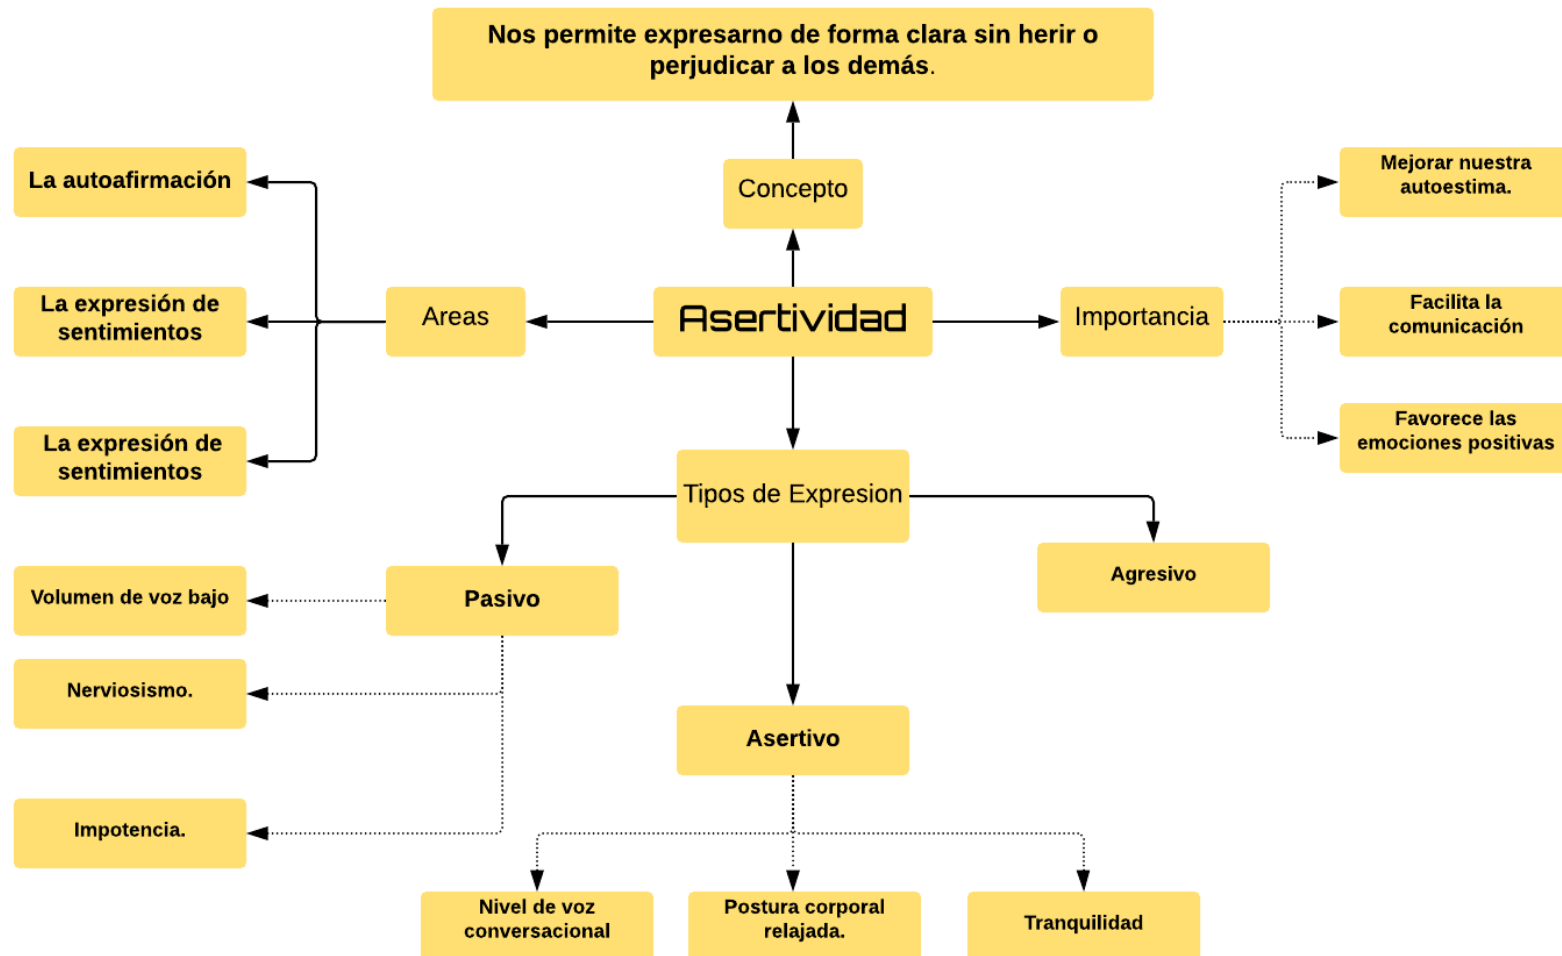 Nos permite expresarno de forma clara sin herir o
perjudicar a los demás.
Concepto
La autoafirmación
Mejorar nuestra
autoestima.
La expresión de
sentimientos
Areas
Asertividad
Importancia
Facilita la
comunicación
La expresión de
sentimientos
Favorece las
emociones positivas
Tipos de Expresion
Volumen de voz bajo
Pasivo
Agresivo
Nerviosismo.
Asertivo
Impotencia.
Nivel de voz
conversacional
Postura corporal
relajada.
Tranquilidad